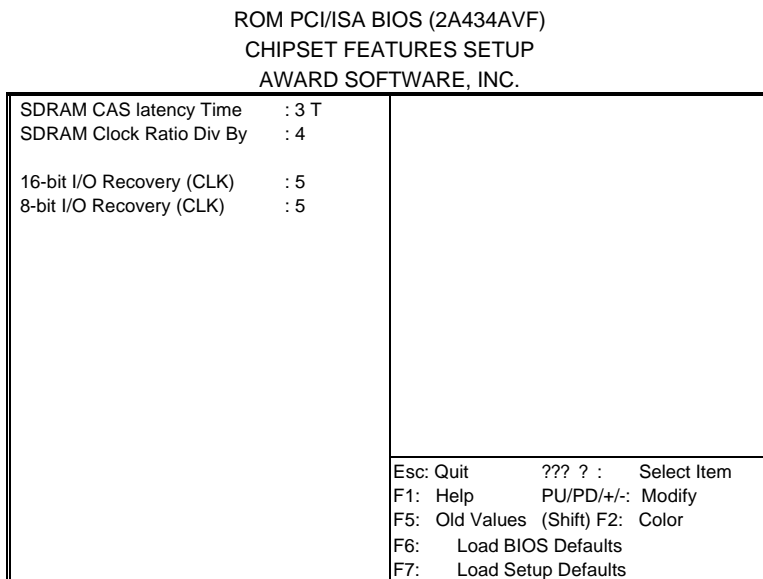 ROM PCI/ISA BIOS (2A434AVF)
CHIPSET FEATURES SETUP
AWARD SOFTWARE, INC.
SDRAM CAS latency Time : 3 T
SDRAM Clock Ratio Div By : 4
16-bit I/O Recovery (CLK) : 5
8-bit I/O Recovery (CLK) : 5
Esc: Quit ??? ? : Select Item
F1: Help PU/PD/+/-: Modify
F5: Old Values (Shift) F2: Color
F6: Load BIOS Defaults
F7: Load Setup Defaults